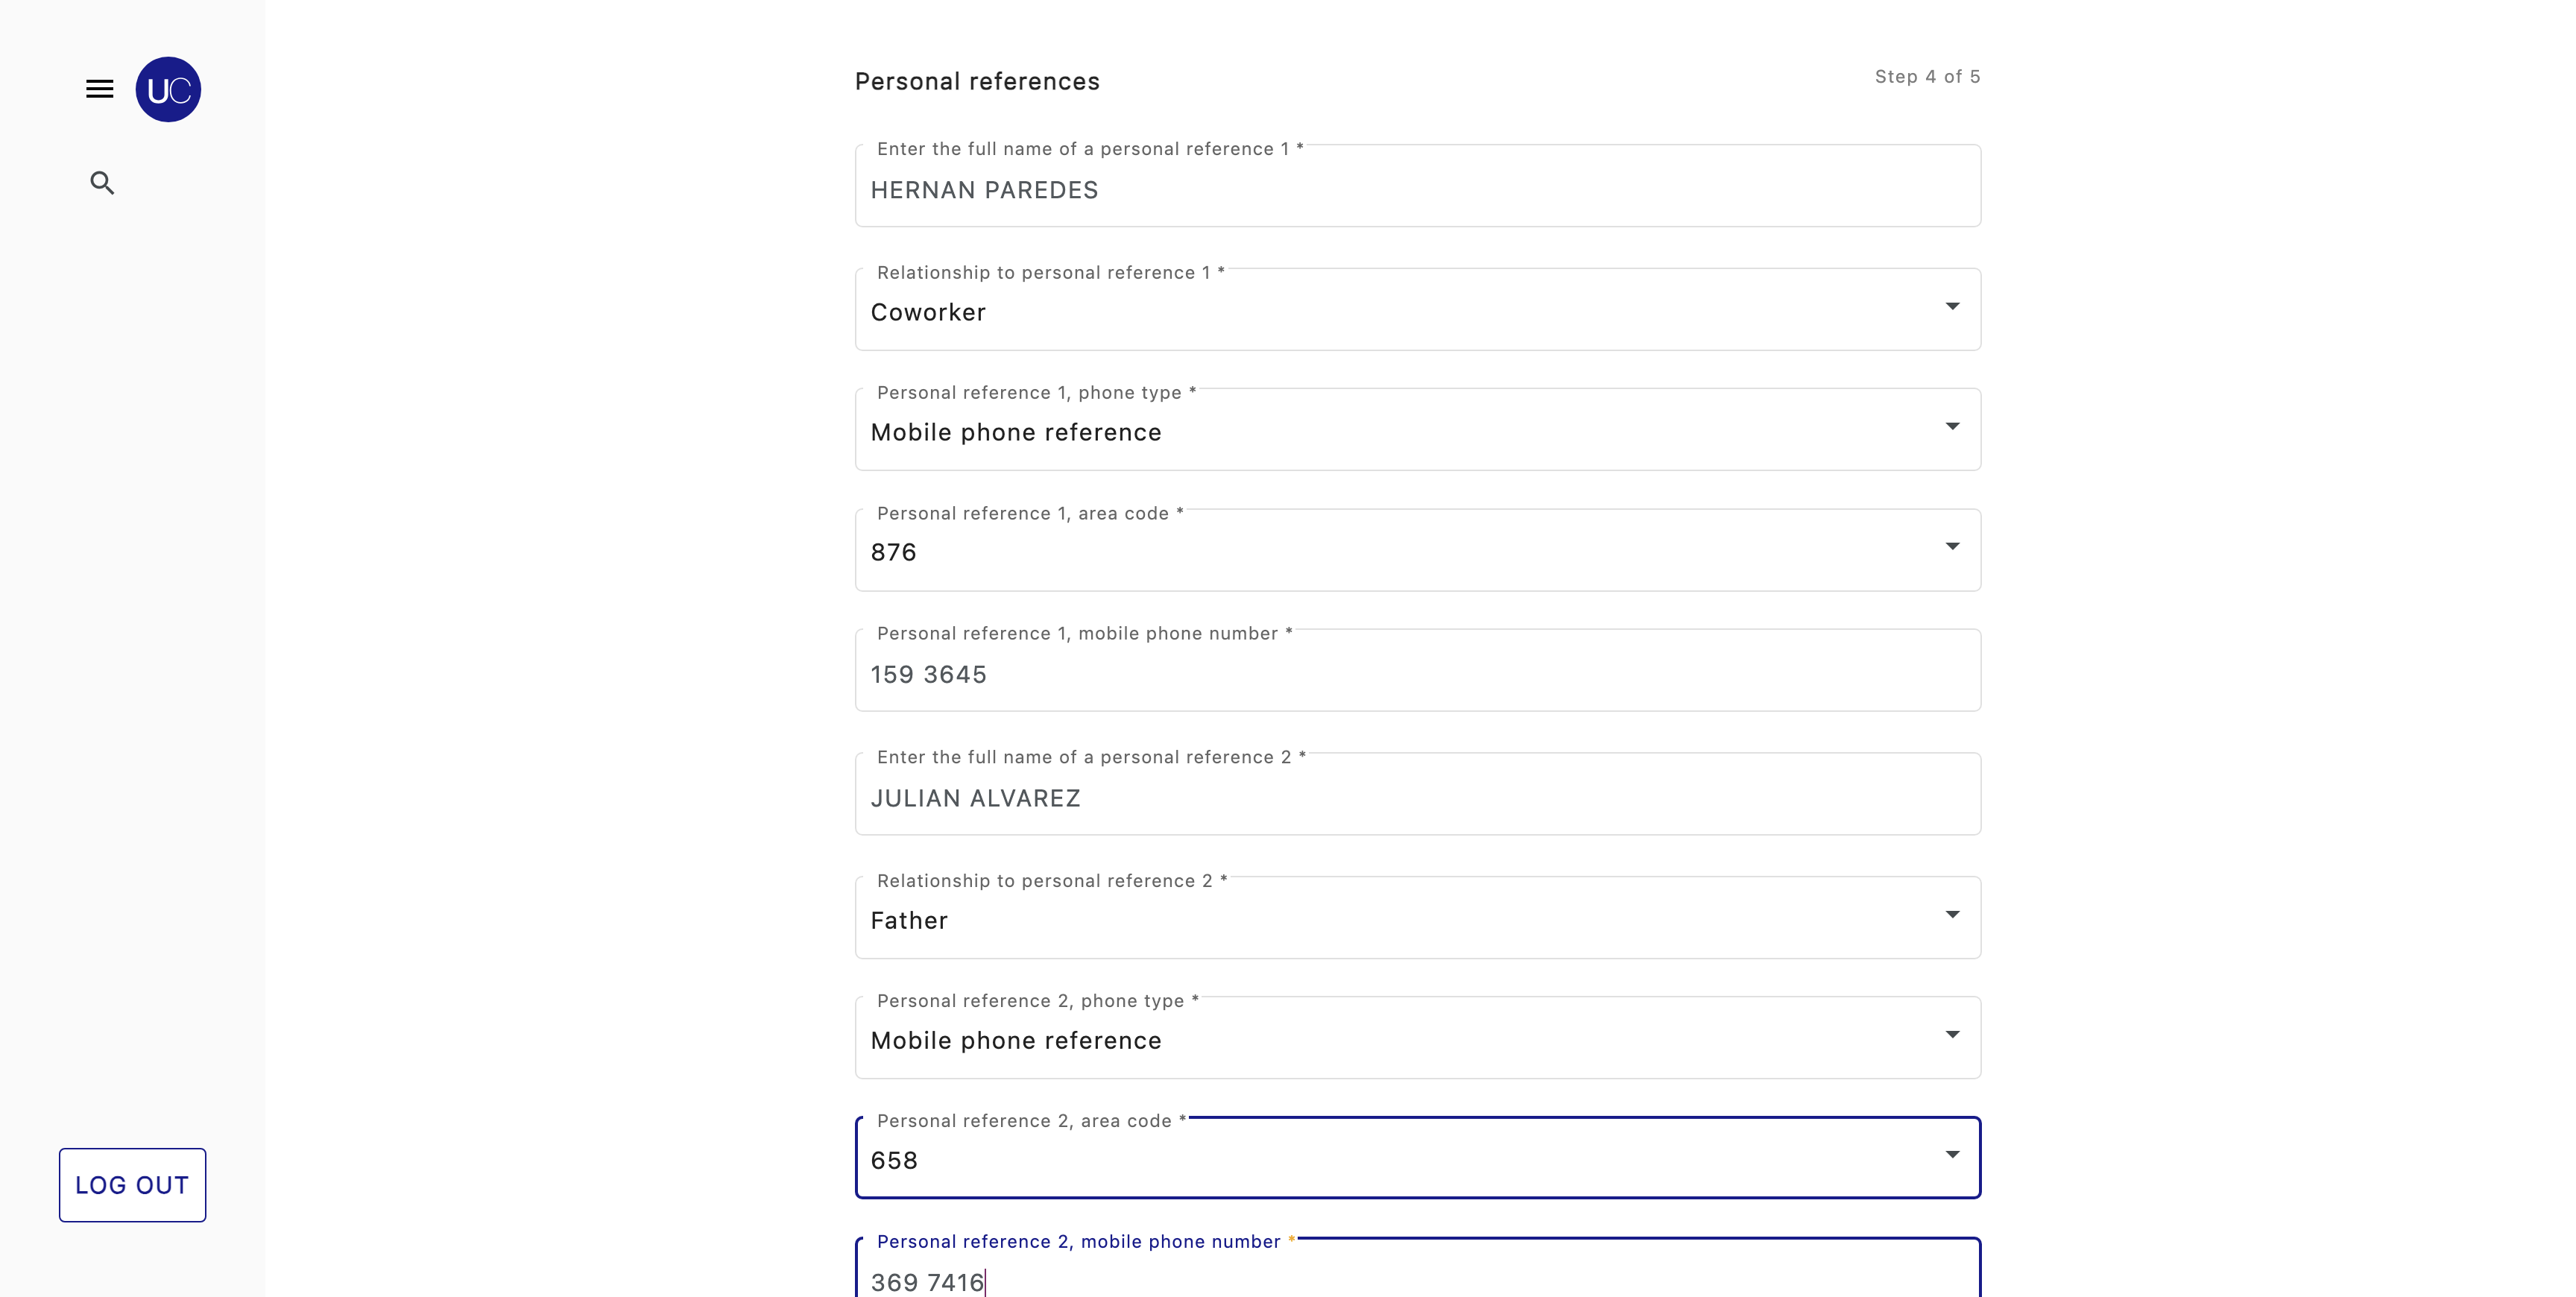 UC
Personal references
Step 4 of 5
Enter the full name of a personal reference 1 *
HERNAN PAREDES
Relationship to personal reference 1 *
Coworker
Personal reference 1, phone type *
Mobile phone reference
Personal reference 1, area code *
876
Personal reference 1, mobile phone number *
159 3645
Enter the full name of a personal reference 2 *
JULIAN ALVAREZ
Relationship to personal reference 2 *
Father
Personal reference 2, phone type *
Mobile phone reference
Personal reference 2, area code *
658
Personal reference 2, mobile phone number *
369 7416
LOG OUT